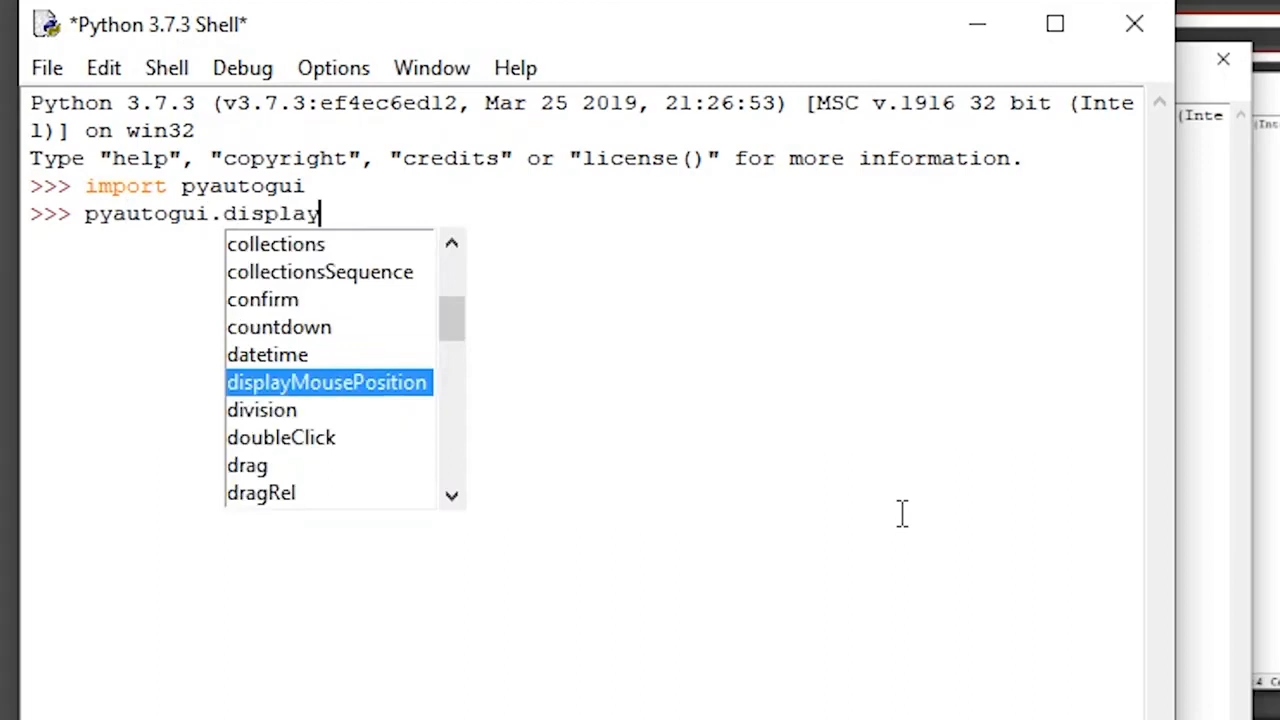 *Python 3.7.3 Shell*
File Edit Shell Debug Options Window Help
Python 3.7.3 (v3.7.3:ef4ec6ed12, Mar 25 2019, 21:26:53) [MSC v.1916 32 bit (Inte
l)] on win32
Type "help", "copyright", "credits" or "license()" for more information.
>>> import pyautogui
>>> pyautogui.display
collections
collectionsSequence
confirm
countdown
datetime
displayMousePosition
division
doubleClick
drag
dragRel
(Inte